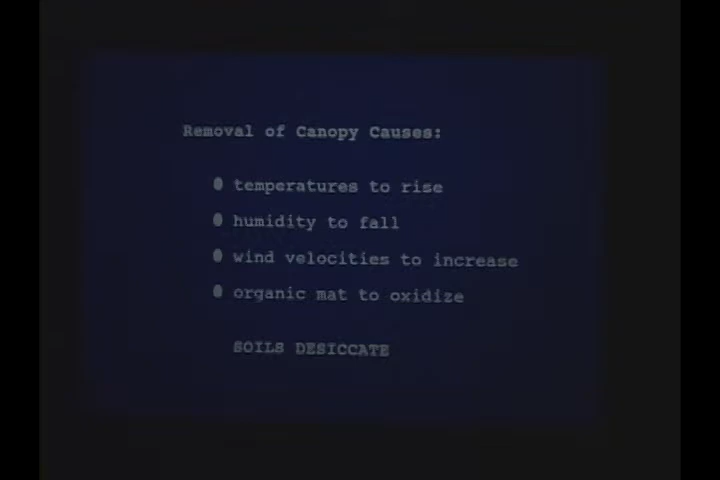 Removal of Canopy Causes:
temperatures to rise
humidity to fall
wind velocities to increase
organic mat to oxidize
SOILS DESICCATE